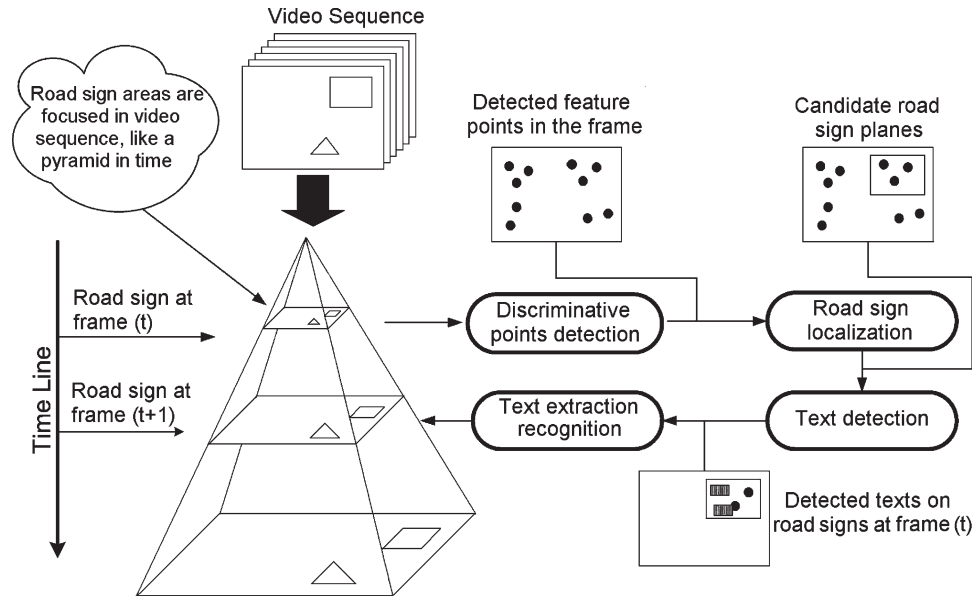 Video Sequence
Road sign areas are
focused in video
sequence, like a
pyramid in time
Detected feature
points in the frame
Candidate road
sign planes
Time Line
Road sign at
frame (t)
Discriminative
points detection
Road sign
localization
Road sign at
frame (t+1)
Text extraction
recognition
Text detection
Detected texts on
road signs at frame (t)